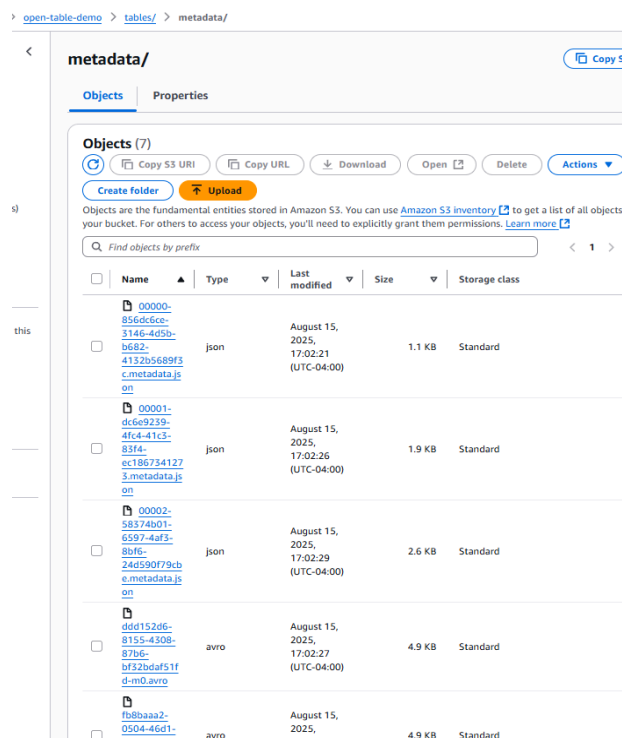 open-table-demo > tables/ > metadata/
metadata/
Copy S
Objects Properties
Objects (7)
Copy S3 URI Copy URL Download Open Delete Actions
Create folder Upload
s)
Objects are the fundamental entities stored in Amazon S3. You can use Amazon S3 inventory to get a list of all objects
your bucket. For others to access your objects, you'll need to explicitly grant them permissions. Learn more
Find objects by prefix
< 1 >
Name Type Last modified Size Storage class
this
00000-
856dc6ce-
3146-4d5b-
b682-
4132b5689f3
c.metadata.js
on
json
August 15,
2025,
17:02:21
(UTC-04:00)
1.1 KB
Standard
00001-
dc6e9239-
4fc4-41c3-
83f4-
ec186734127
3.metadata.js
on
json
August 15,
2025,
17:02:26
(UTC-04:00)
1.9 KB
Standard
00002-
58374b01-
6597-4af3-
8bf6-
24d590f79cb
e.metadata.js
on
json
August 15,
2025,
17:02:29
(UTC-04:00)
2.6 KB
Standard
ddd152d6-
8155-4308-
87b6-
bf32bdaf51f
d-m0.avro
avro
August 15,
2025,
17:02:27
(UTC-04:00)
4.9 KB
Standard
fb8baaa2-
0504-46d1-
avro
August 15,
2025,
4.9 KB
Standard